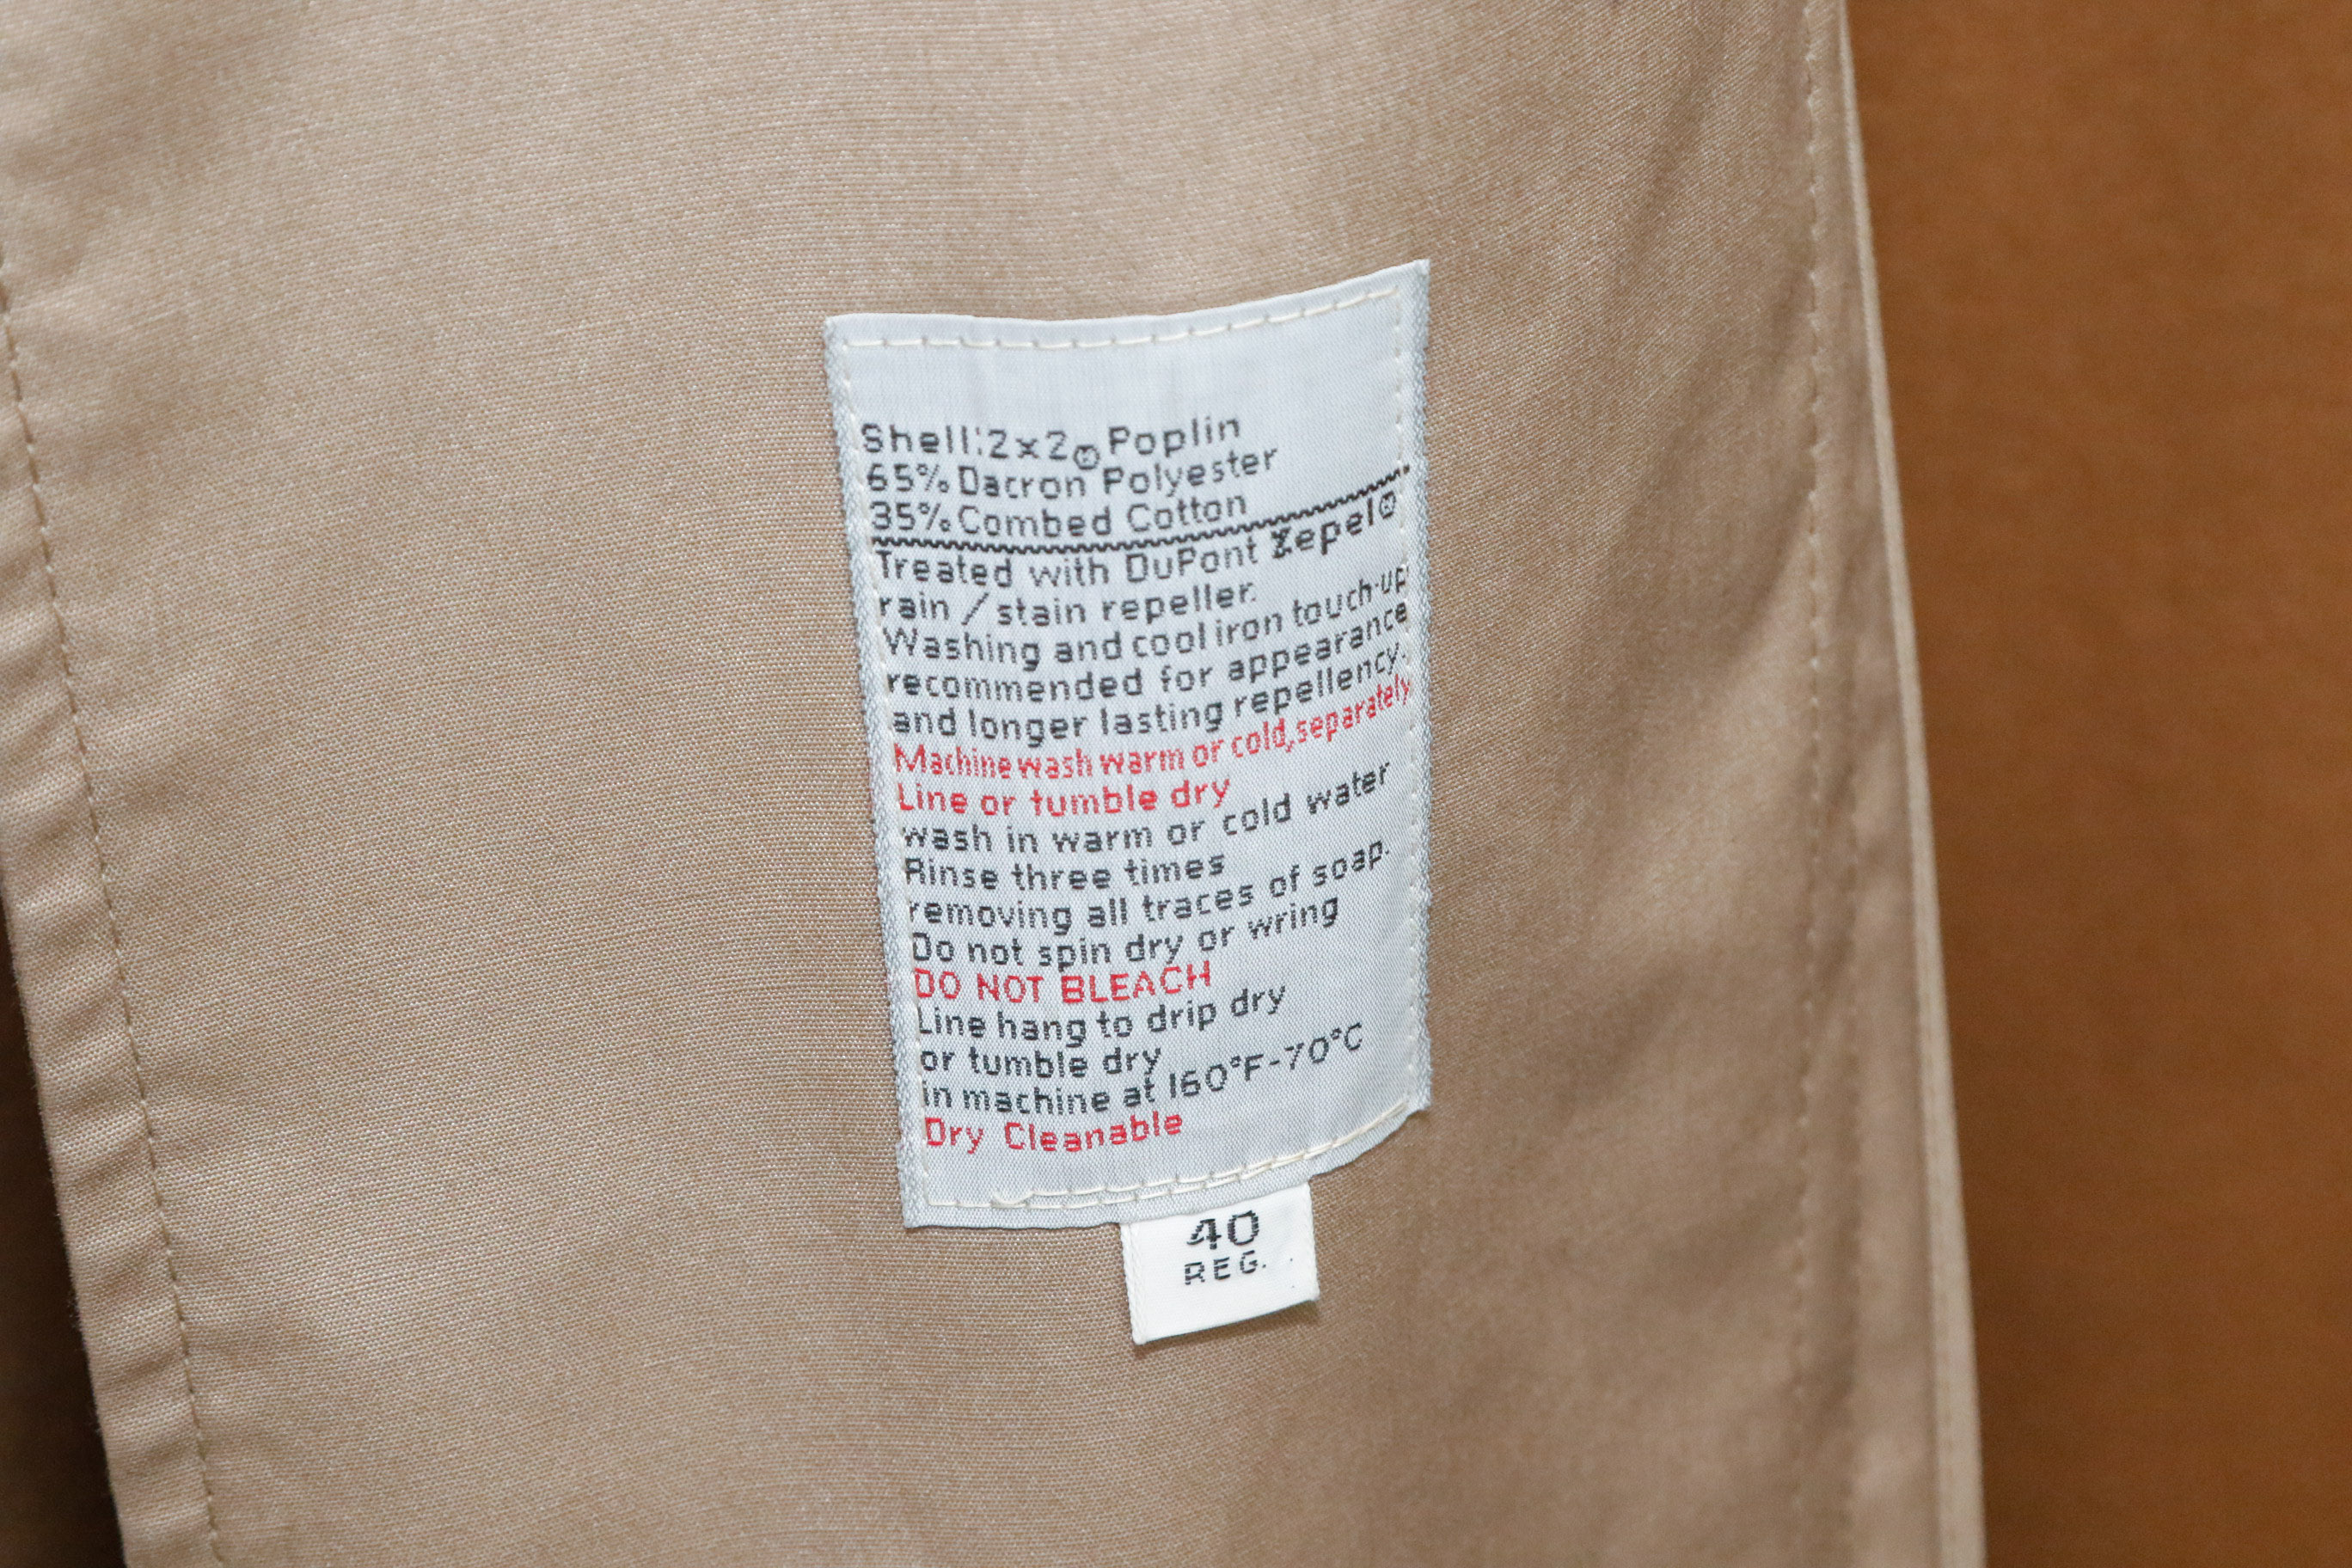 Shell:2x2® Poplin
65% Dacron Polyester
35% Combed Cotton
Treated with DuPont Zepel®
rain / stain repeller.
Washing and cool iron touch-up
recommended for appearance
and longer lasting repellency.
Machine wash warm or cold, separately
Line or tumble dry
wash in warm or cold water
Rinse three times
removing all traces of soap.
Do not spin dry or wring
DO NOT BLEACH
Line hang to drip dry
or tumble dry
in machine at 160°F-70°C
Dry Cleanable
40
REG.